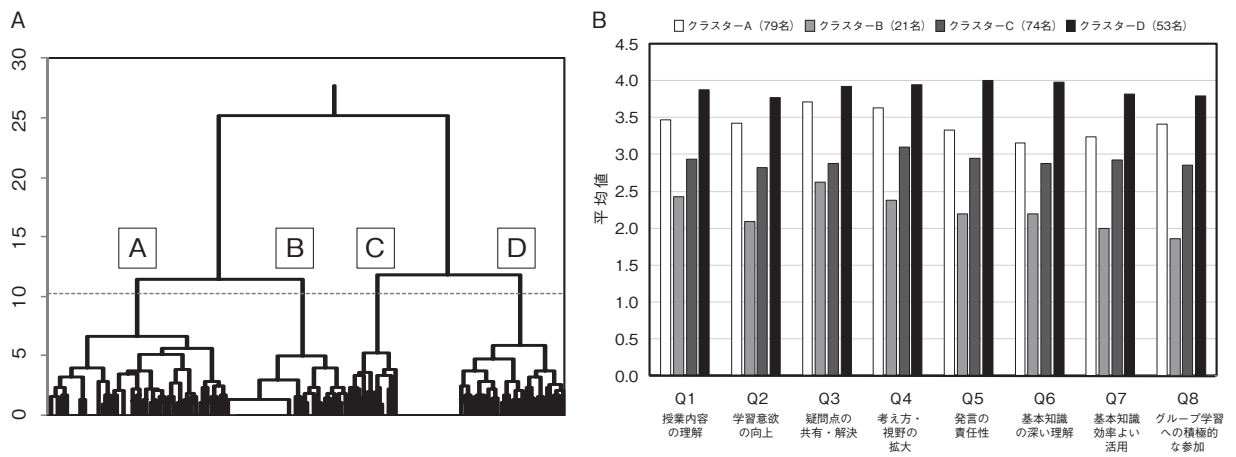 A
30
25
20
15
10
5
0
A
B
C
D
B
クラスターA（79名）
クラスターB（21名）
クラスターC（74名）
クラスターD（53名）
平均値
4.5
4.0
3.5
3.0
2.5
2.0
1.5
1.0
0.5
0.0
Q1
授業内容
の理解
Q2
学習意欲
の向上
Q3
疑問点の
共有・解決
Q4
考え方・
視野の
拡大
Q5
発言の
責任性
Q6
基本知識
の深い理解
Q7
基本知識
効率よい
活用
Q8
グループ学習
への積極的
な参加